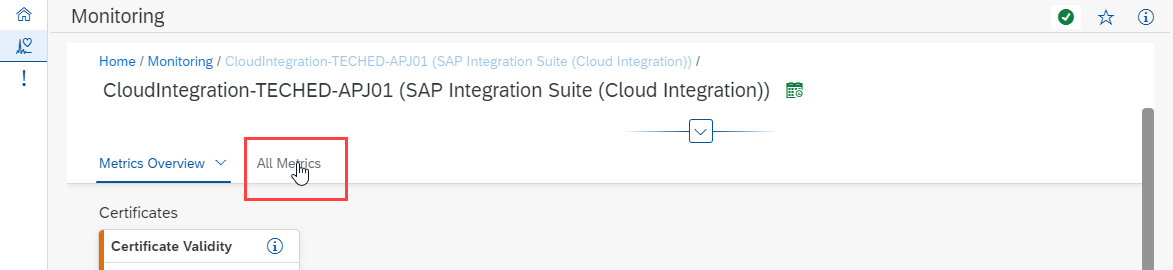 Monitoring
Home / Monitoring / CloudIntegration-TECHED-APJ01 (SAP Integration Suite (Cloud Integration)) /
CloudIntegration-TECHED-APJ01 (SAP Integration Suite (Cloud Integration))
Metrics Overview All Metrics
Certificates
Certificate Validity